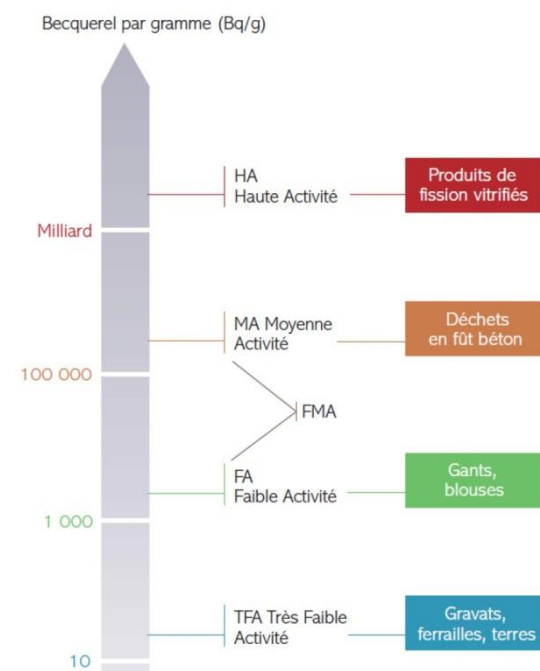 Becquerel par gramme (Bq/g)
HA
Haute Activité
Produits de
fission vitrifiés
Milliard
MA Moyenne
Activité
Déchets
en fût béton
100 000
FMA
FA
Faible Activité
Gants,
blouses
1 000
TFA Très Faible
Activité
Gravats,
ferrailles, terres
10